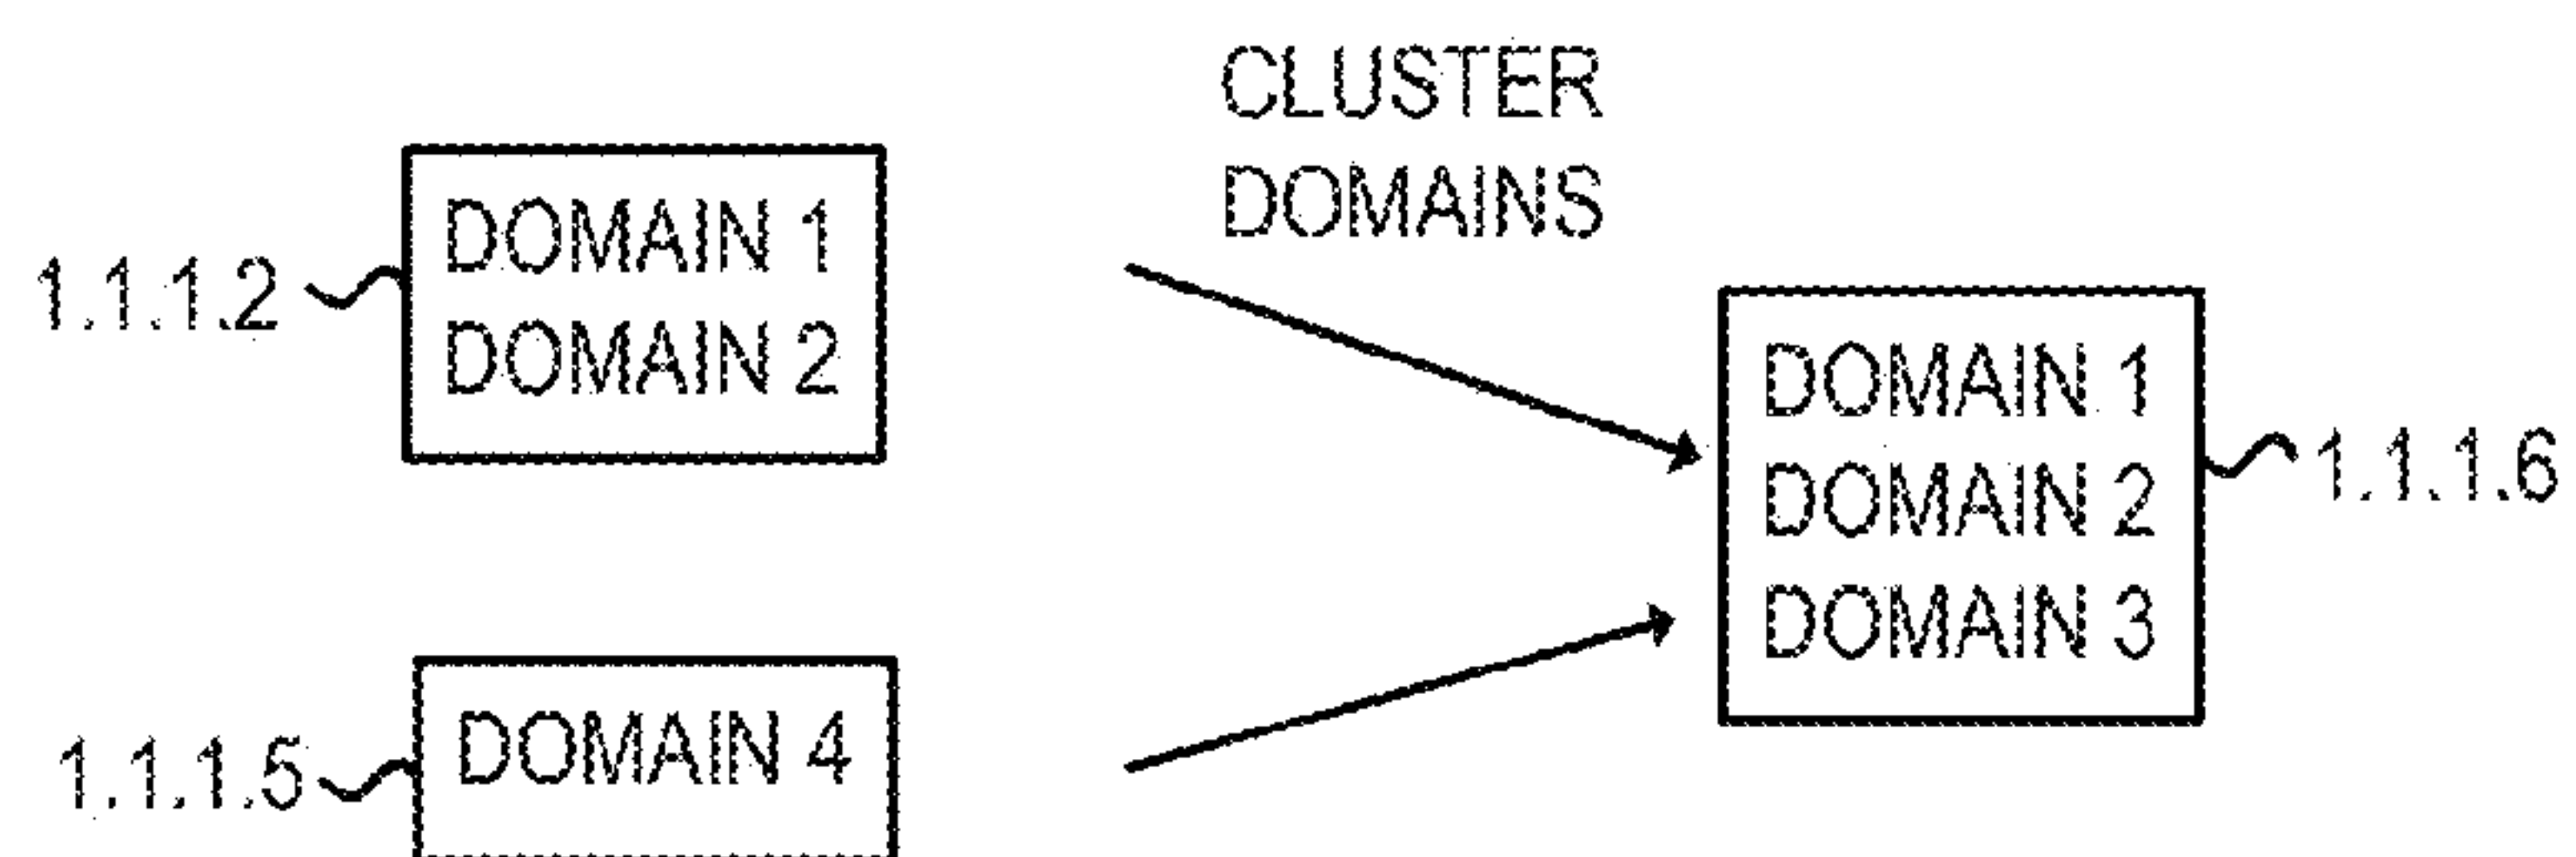 CLUSTER
DOMAINS
1.1.1.2
DOMAIN 1
DOMAIN 2
1.1.1.5
DOMAIN 4
DOMAIN 1
DOMAIN 2
DOMAIN 3
1.1.1.6